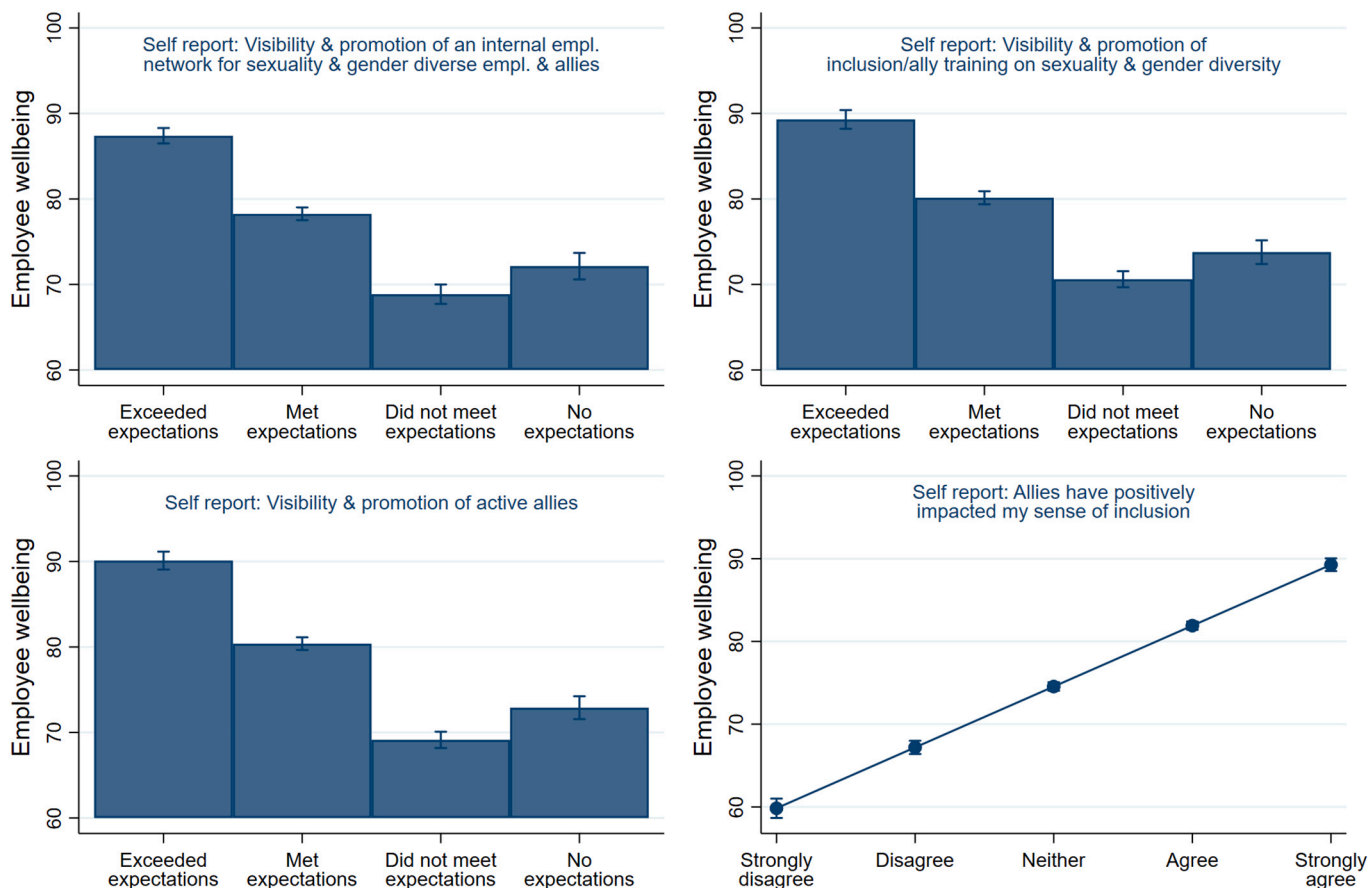 Self report: Visibility & promotion of an internal empl.
network for sexuality & gender diverse empl. & allies
Employee wellbeing
100
90
80
70
60
Exceeded
expectations
Met
expectations
Did not meet
expectations
No
expectations
Self report: Visibility & promotion of
inclusion/ally training on sexuality & gender diversity
Employee wellbeing
100
90
80
70
60
Exceeded
expectations
Met
expectations
Did not meet
expectations
No
expectations
Self report: Visibility & promotion of active allies
Employee wellbeing
100
90
80
70
60
Exceeded
expectations
Met
expectations
Did not meet
expectations
No
expectations
Self report: Allies have positively
impacted my sense of inclusion
Employee wellbeing
100
90
80
70
60
Strongly
disagree
Disagree
Neither
Agree
Strongly
agree